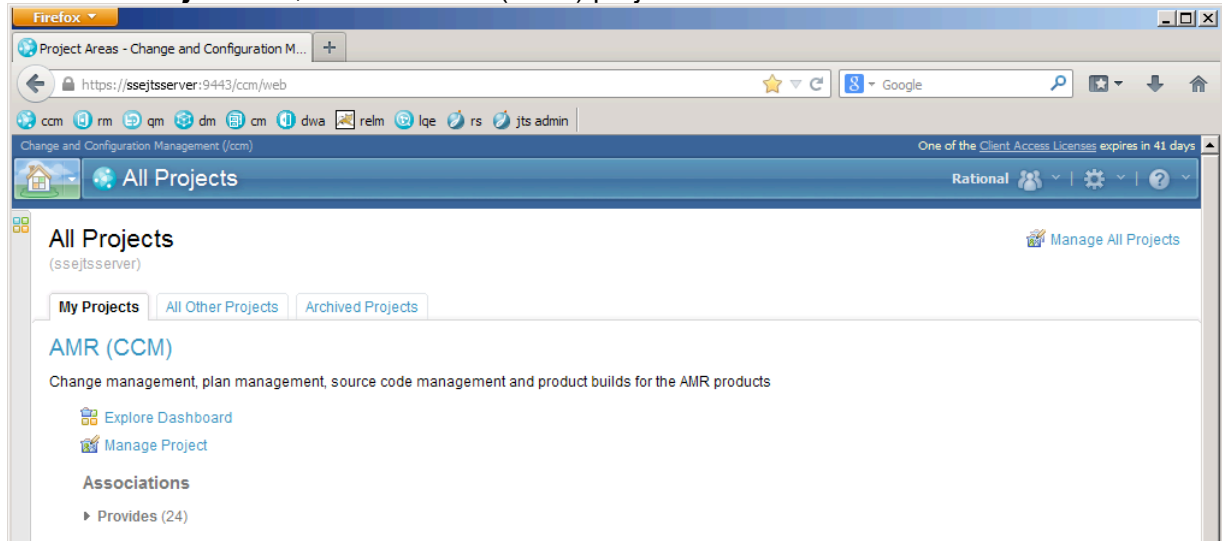 Firefox
Project Areas - Change and Configuration M...
https://ssejtsserver:9443/ccm/web
Google
ccm rm qm dm cm dwa relm lqe rs jts admin
Change and Configuration Management (/ccm) One of the Client Access Licenses expires in 41 days
All Projects Rational
All Projects Manage All Projects
(ssejtsserver)
My Projects All Other Projects Archived Projects
AMR (CCM)
Change management, plan management, source code management and product builds for the AMR products
Explore Dashboard
Manage Project
Associations
Provides (24)